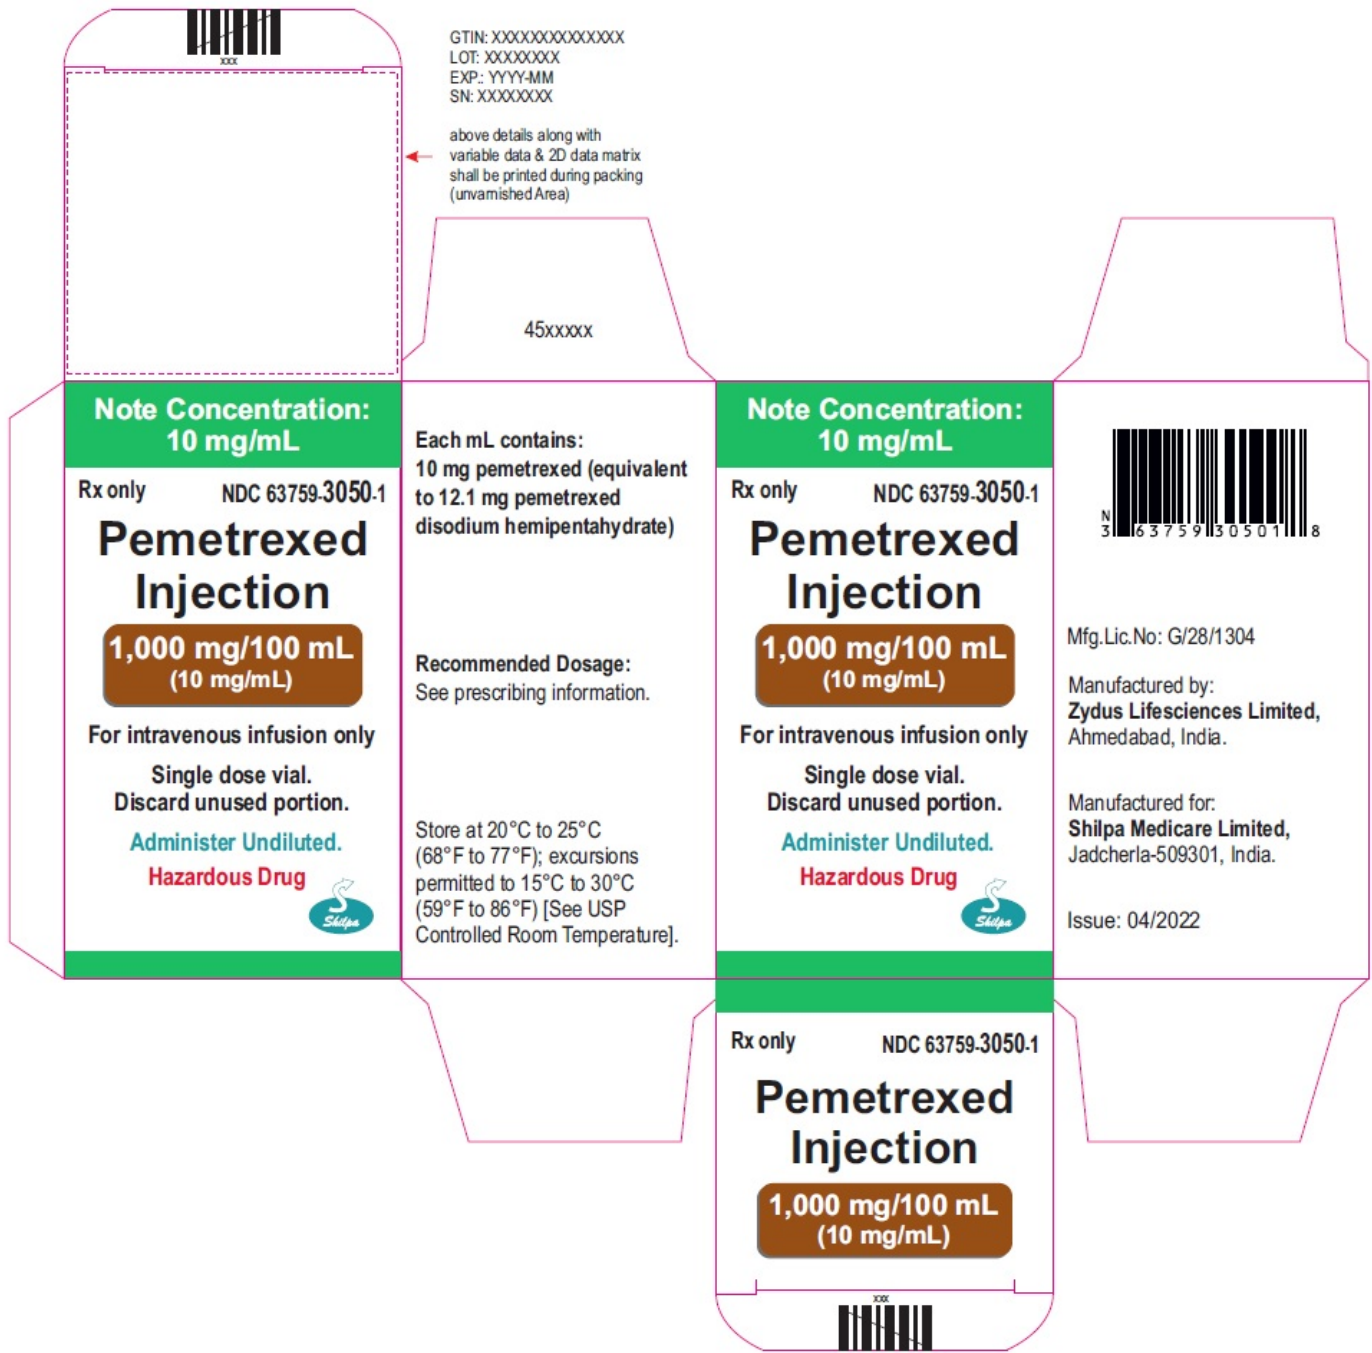 xxx
GTIN: XXXXXXXXXXXXXX
LOT: XXXXXXXX
EXP.: YYYY-MM
SN: XXXXXXXX
above details along with
variable data & 2D data matrix
shall be printed during packing
(unvarnished Area)
45xxxxx
Note Concentration:
10 mg/mL
Rx only NDC 63759-3050-1
Pemetrexed
Injection
1,000 mg/100 mL
(10 mg/mL)
For intravenous infusion only
Single dose vial.
Discard unused portion.
Administer Undiluted.
Hazardous Drug
Shilpa
Each mL contains:
10 mg pemetrexed (equivalent
to 12.1 mg pemetrexed
disodium hemipentahydrate)
Recommended Dosage:
See prescribing information.
Store at 20°C to 25°C
(68°F to 77°F); excursions
permitted to 15°C to 30°C
(59°F to 86°F) [See USP
Controlled Room Temperature].
Note Concentration:
10 mg/mL
Rx only NDC 63759-3050-1
Pemetrexed
Injection
1,000 mg/100 mL
(10 mg/mL)
For intravenous infusion only
Single dose vial.
Discard unused portion.
Administer Undiluted.
Hazardous Drug
Shilpa
N
3 63759 30501 8
Mfg.Lic.No: G/28/1304
Manufactured by:
Zydus Lifesciences Limited,
Ahmedabad, India.
Manufactured for:
Shilpa Medicare Limited,
Jadcherla-509301, India.
Issue: 04/2022
Rx only NDC 63759-3050-1
Pemetrexed
Injection
1,000 mg/100 mL
(10 mg/mL)
xxx